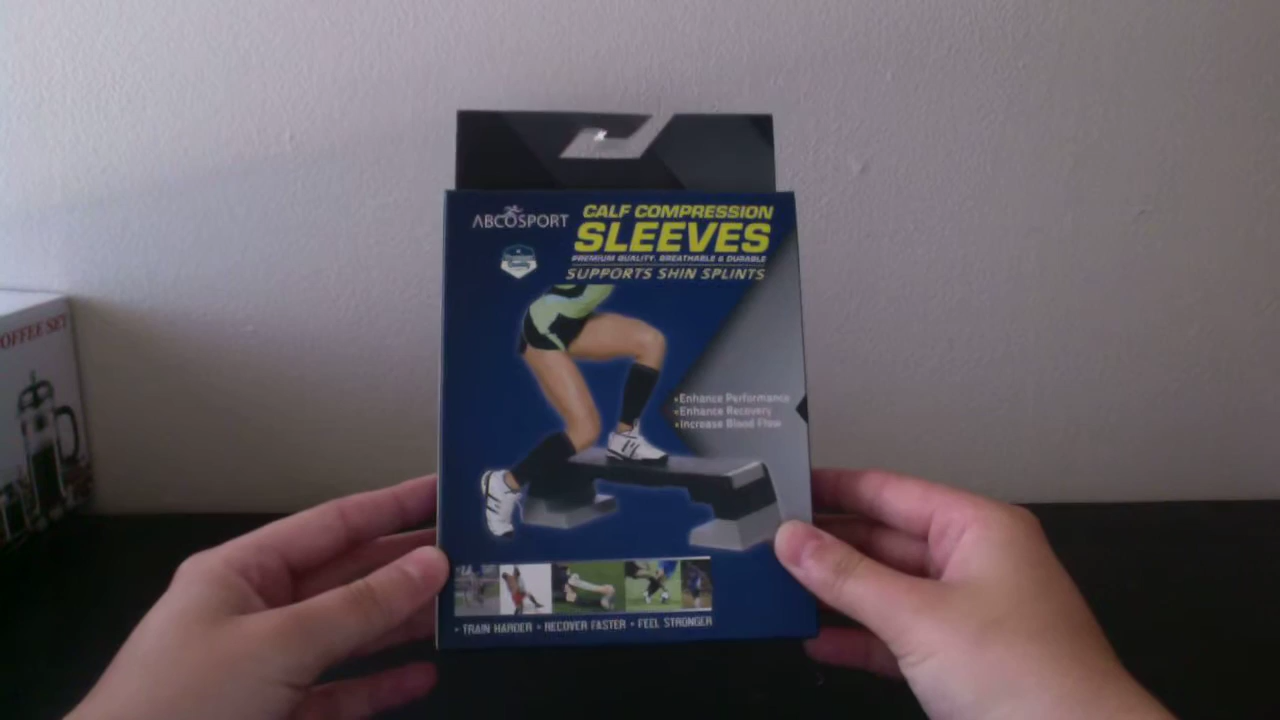 ABCOSPORT
CALF COMPRESSION
SLEEVES
PREMIUM QUALITY, BREATHABLE & DURABLE
SUPPORTS SHIN SPLINTS
•Enhance Performance
•Enhance Recovery
•Increase Blood Flow
• TRAIN HARDER • RECOVER FASTER • FEEL STRONGER
OFFEE SET